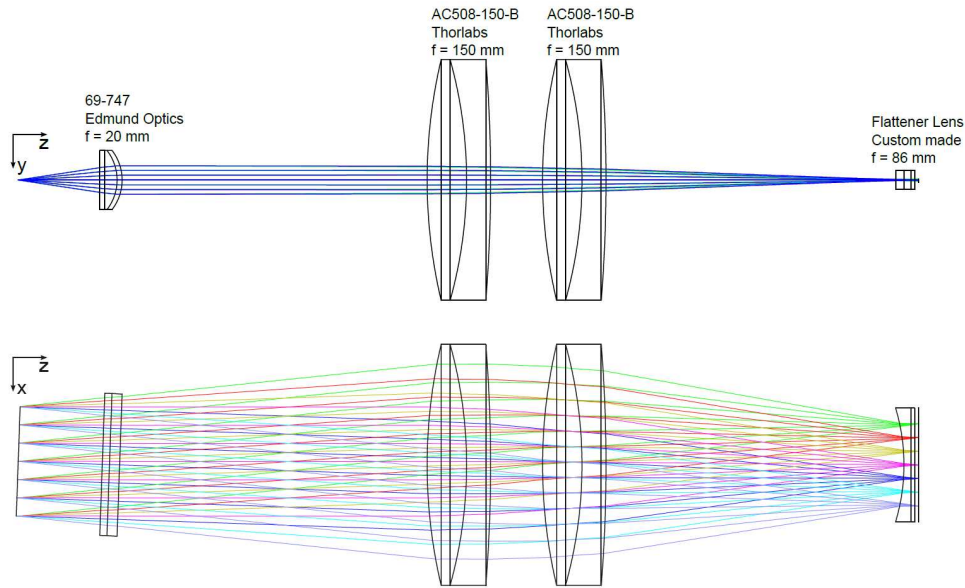 AC508-150-B
Thorlabs
f = 150 mm
AC508-150-B
Thorlabs
f = 150 mm
69-747
Edmund Optics
f = 20 mm
Flattener Lens
Custom made
f = 86 mm
z
y
z
x